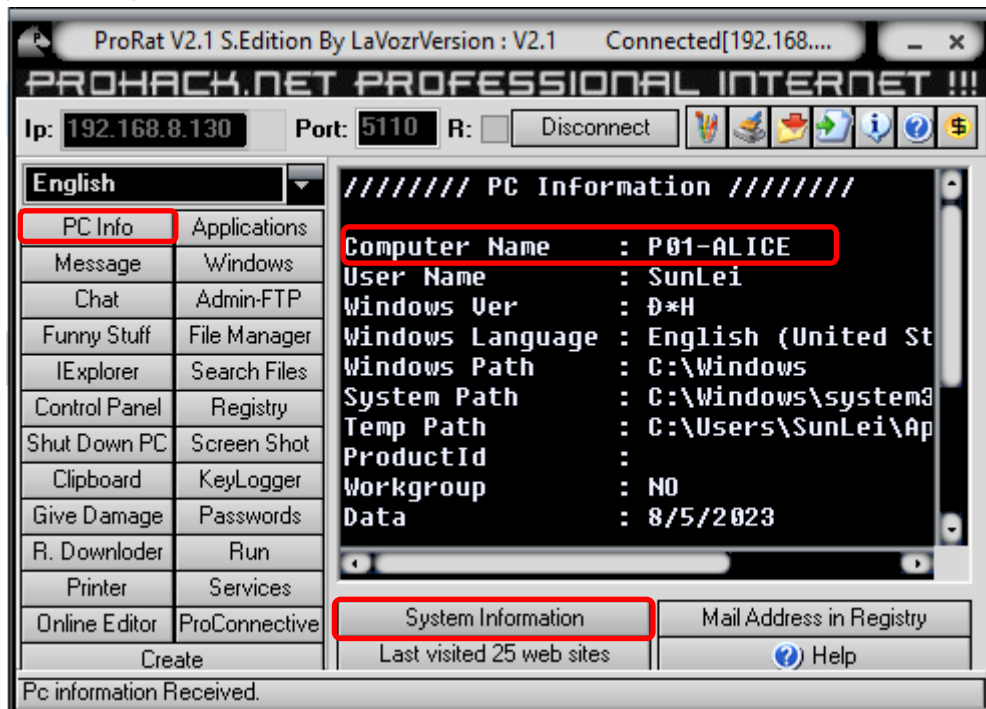 ProRat V2.1 S.Edition By LaVozrVersion : V2.1 Connected[192.168....
PROHACK.NET PROFESSIONAL INTERNET !!!
Ip: 192.168.8.130 Port: 5110 R: Disconnect
English
PC Info Applications
Message Windows
Chat Admin-FTP
Funny Stuff File Manager
IExplorer Search Files
Control Panel Registry
Shut Down PC Screen Shot
Clipboard KeyLogger
Give Damage Passwords
R. Downloder Run
Printer Services
Online Editor ProConnective
Create
//////// PC Information ////////
Computer Name : P01-ALICE
User Name : SunLei
Windows Ver : Ð*H
Windows Language : English (United St
Windows Path : C:\Windows
System Path : C:\Windows\system3
Temp Path : C:\Users\SunLei\Ap
ProductId :
Workgroup : NO
Data : 8/5/2023
System Information Mail Address in Registry
Last visited 25 web sites Help
Pc information Received.